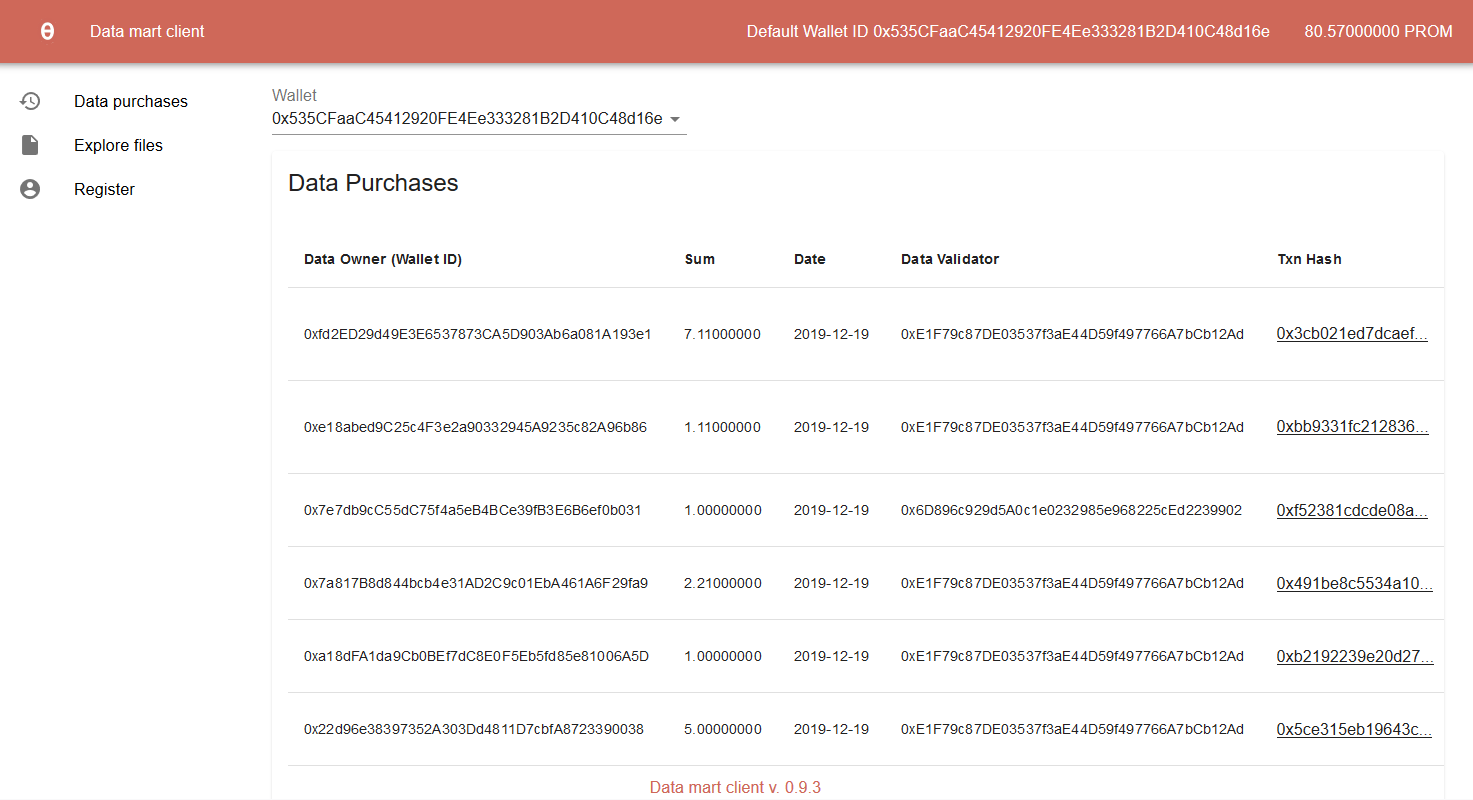 Data mart client Default Wallet ID 0x535CFaaC45412920FE4Ee333281B2D410C48d16e 80.57000000 PROM
Data purchases
Explore files
Register
Wallet
0x535CFaaC45412920FE4Ee333281B2D410C48d16e
Data Purchases
Data Owner (Wallet ID) Sum Date Data Validator Txn Hash
0xfd2ED29d49E3E6537873CA5D903Ab6a081A193e1 7.11000000 2019-12-19 0xE1F79c87DE03537f3aE44D59f497766A7bCb12Ad 0x3cb021ed7dcaef...
0xe18abed9C25c4F3e2a90332945A9235c82A96b86 1.11000000 2019-12-19 0xE1F79c87DE03537f3aE44D59f497766A7bCb12Ad 0xbb9331fc212836...
0x7e7db9cC55dC75f4a5eB4BCe39fB3E6B6ef0b031 1.00000000 2019-12-19 0x6D896c929d5A0c1e0232985e968225cEd2239902 0xf52381cdcde08a...
0x7a817B8d844bcb4e31AD2C9c01EbA461A6F29fa9 2.21000000 2019-12-19 0xE1F79c87DE03537f3aE44D59f497766A7bCb12Ad 0x491be8c5534a10...
0xa18dFA1da9Cb0BEf7dC8E0F5Eb5fd85e81006A5D 1.00000000 2019-12-19 0xE1F79c87DE03537f3aE44D59f497766A7bCb12Ad 0xb2192239e20d27...
0x22d96e38397352A303Dd4811D7cbfA8723390038 5.00000000 2019-12-19 0xE1F79c87DE03537f3aE44D59f497766A7bCb12Ad 0x5ce315eb19643c...
Data mart client v. 0.9.3